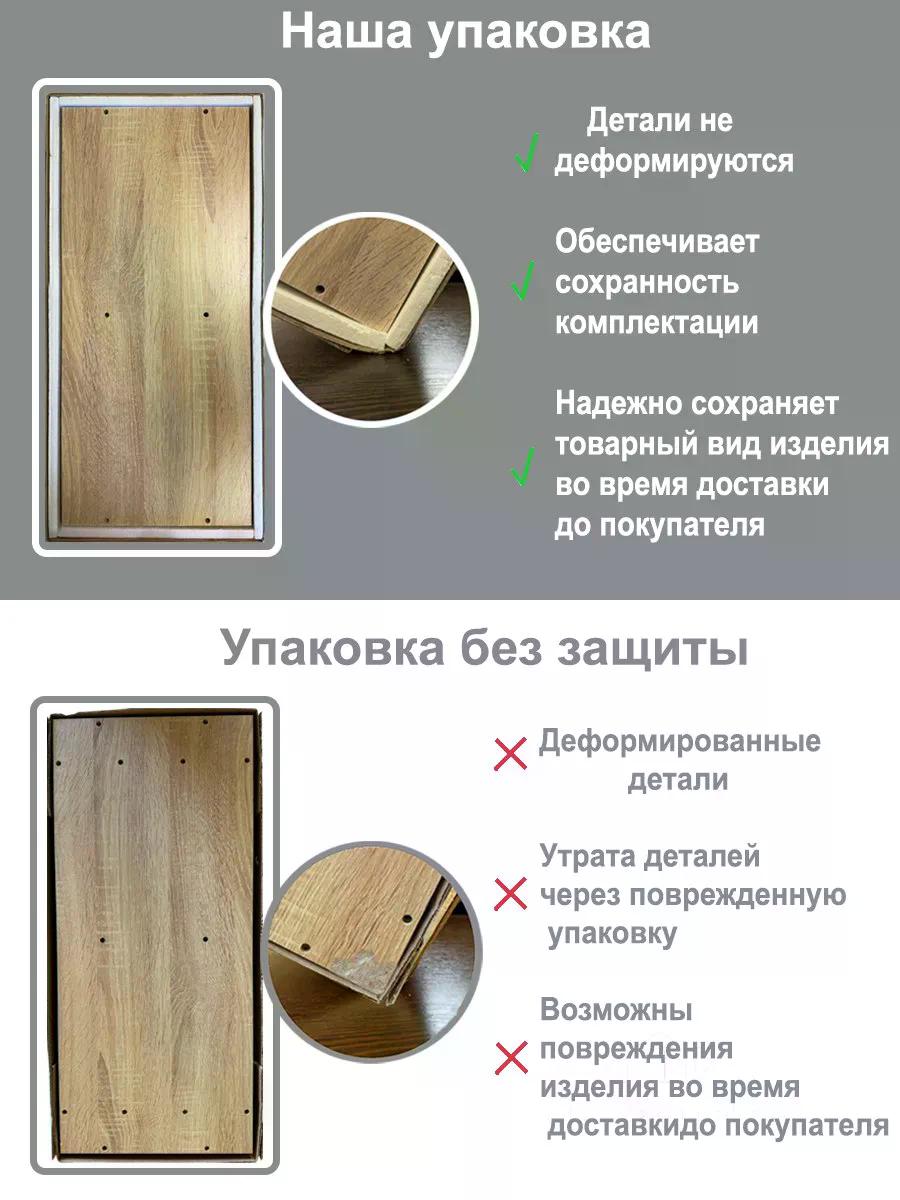 Наша упаковка
Детали не
деформируются
Обеспечивает
сохранность
комплектации
Надежно сохраняет
товарный вид изделия
во время доставки
до покупателя
Упаковка без защиты
Деформированные
детали
Утрата деталей
через поврежденную
упаковку
Возможны
повреждения
изделия во время
доставкидо покупателя